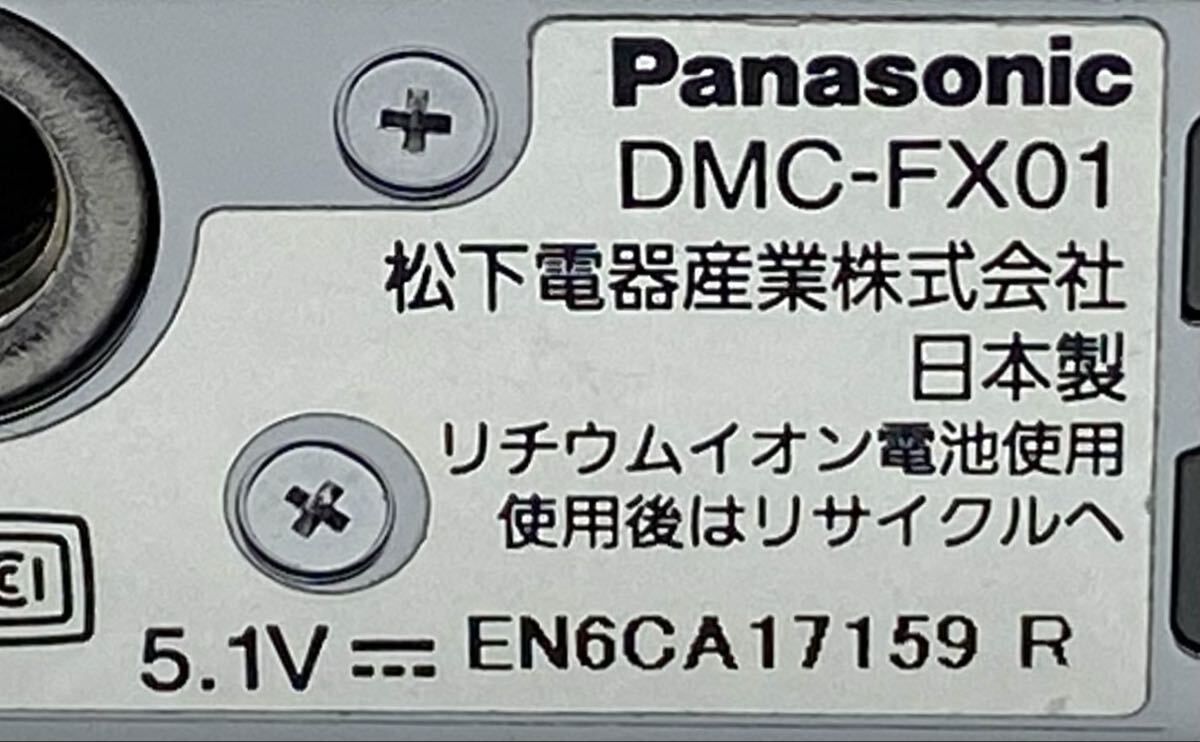 Panasonic
DMC-FX01
松下電器産業株式会社
日本製
リチウムイオン電池使用
使用後はリサイクルへ
5.1V ⎓ EN6CA17159 R